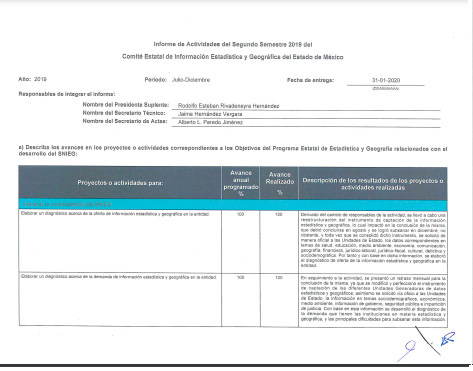 Informe de Actividades del Segundo Semestre 2019 del
Comité Estatal de Información Estadística y Geográfica del Estado de México
Año: 2019 Periodo: Julio-Diciembre Fecha de entrega: 31-01-2020
(DD/MM/AAAA)
Responsables de integrar el informe:
Nombre del Presidente Suplente: Rodolfo Esteban Rivadeneyra Hernández
Nombre del Secretario Técnico: Jaime Hernández Vergara
Nombre del Secretario de Actas: Alberto L. Peredo Jiménez
a) Describa los avances en los proyectos o actividades correspondientes a los Objetivos del Programa Estatal de Estadística y Geografía relacionados con el
desarrollo del SNIEG:
Proyectos o actividades para:
Avance
anual
programado
%
Avance
Realizado
%
Descripción de los resultados de los proyectos o
actividades realizadas
Elaborar un diagnóstico acerca de la oferta de información estadística y geográfica en la entidad.
100
100
Derivado del cambio de responsables de la actividad, se llevó a cabo una
reestructuración del instrumento de captación de la información
estadística y geográfica, lo cual impactó en la conclusión de la misma,
que debió concluirse en agosto y se logró subsanar en diciembre; no
obstante, y toda vez que se consolidó dicho instrumento, se solicitó de
manera oficial a las Unidades de Estado, los datos correspondientes en
temas de salud, educación, medio ambiente, economía, comunicación,
geografía, financiera, jurídico-laboral, jurídico-fiscal, cultural, delictiva y
sociodemográfica. Por tanto y con base en dicha información, se elaboró
el diagnóstico de oferta de la información estadística y geográfica en la
entidad.
Elaborar un diagnóstico acerca de la demanda de información estadística y geográfica en la entidad.
100
100
En seguimiento a la actividad, se presentó un retraso mensual para la
conclusión de la misma, ya que se modificó y perfeccionó el instrumento
de captación de las diferentes Unidades Generadoras de datos
estadísticos y geográficos; asimismo se solicitó vía oficio a las Unidades
de Estado, la información en temas sociodemográficos, económicos,
medio ambiente, información de gobierno, seguridad pública e impartición
de justicia. Con base en esta información se desarrolló el diagnóstico de
la demanda que tienen las instituciones en materia estadística y
geográfica, y las principales dificultades para subsanar esta información.